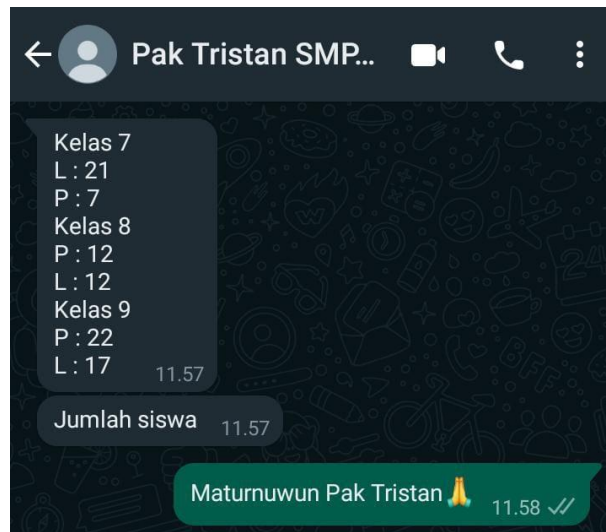 Pak Tristan SMP...
Kelas 7
L : 21
P : 7
Kelas 8
P : 12
L : 12
Kelas 9
P : 22
L : 17
11.57
Jumlah siswa 11.57
Maturnuwun Pak Tristan🙏 11.58